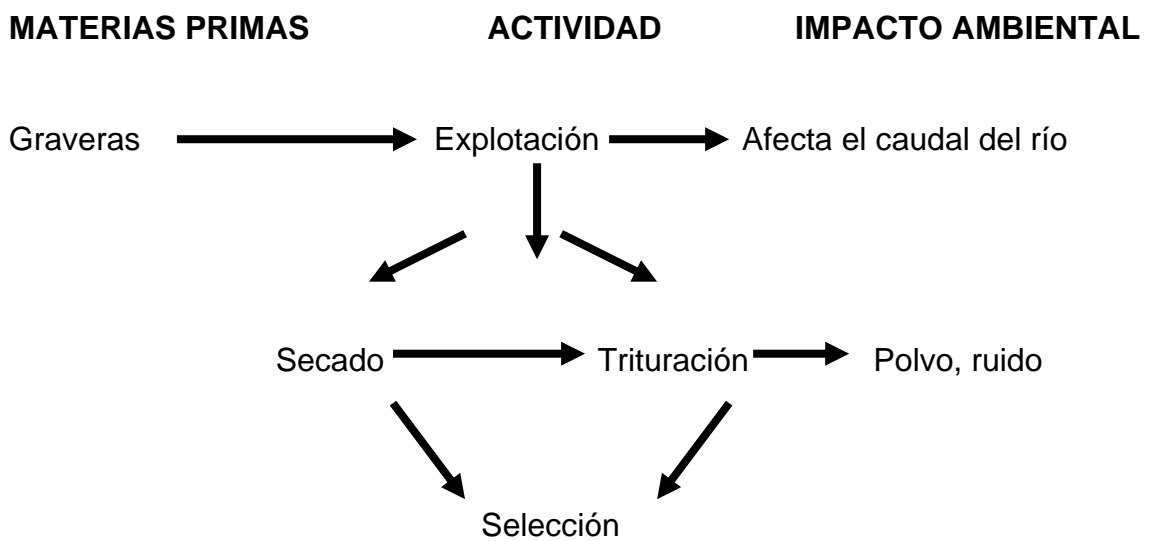 MATERIAS PRIMAS ACTIVIDAD IMPACTO AMBIENTAL
Graveras Explotación Afecta el caudal del río
Secado Trituración Polvo, ruido
Selección